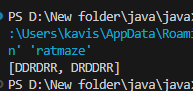 PS D:\New folder\java\java>
:\Users\kavis\AppData\Roami
n' 'ratmaze'
[DDRDRR, DRDDRR]
PS D:\New folder\java\java>